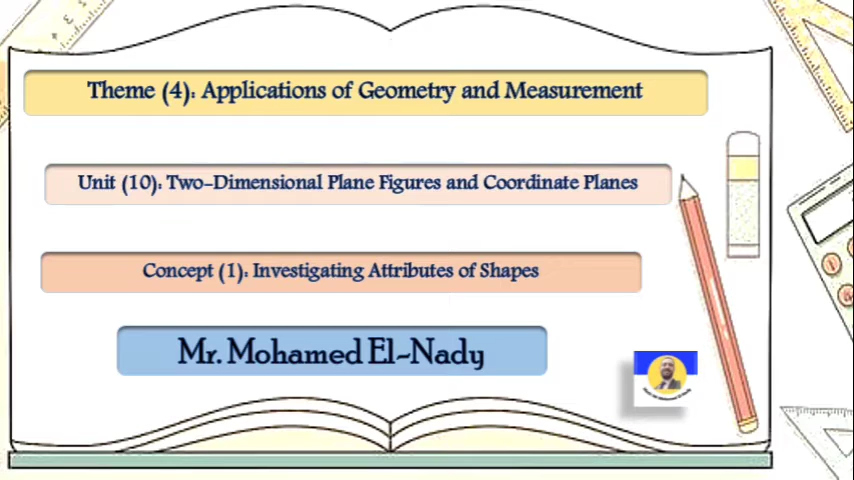 Theme (4): Applications of Geometry and Measurement
Unit (10): Two-Dimensional Plane Figures and Coordinate Planes
Concept (1): Investigating Attributes of Shapes
Mr. Mohamed El-Nady